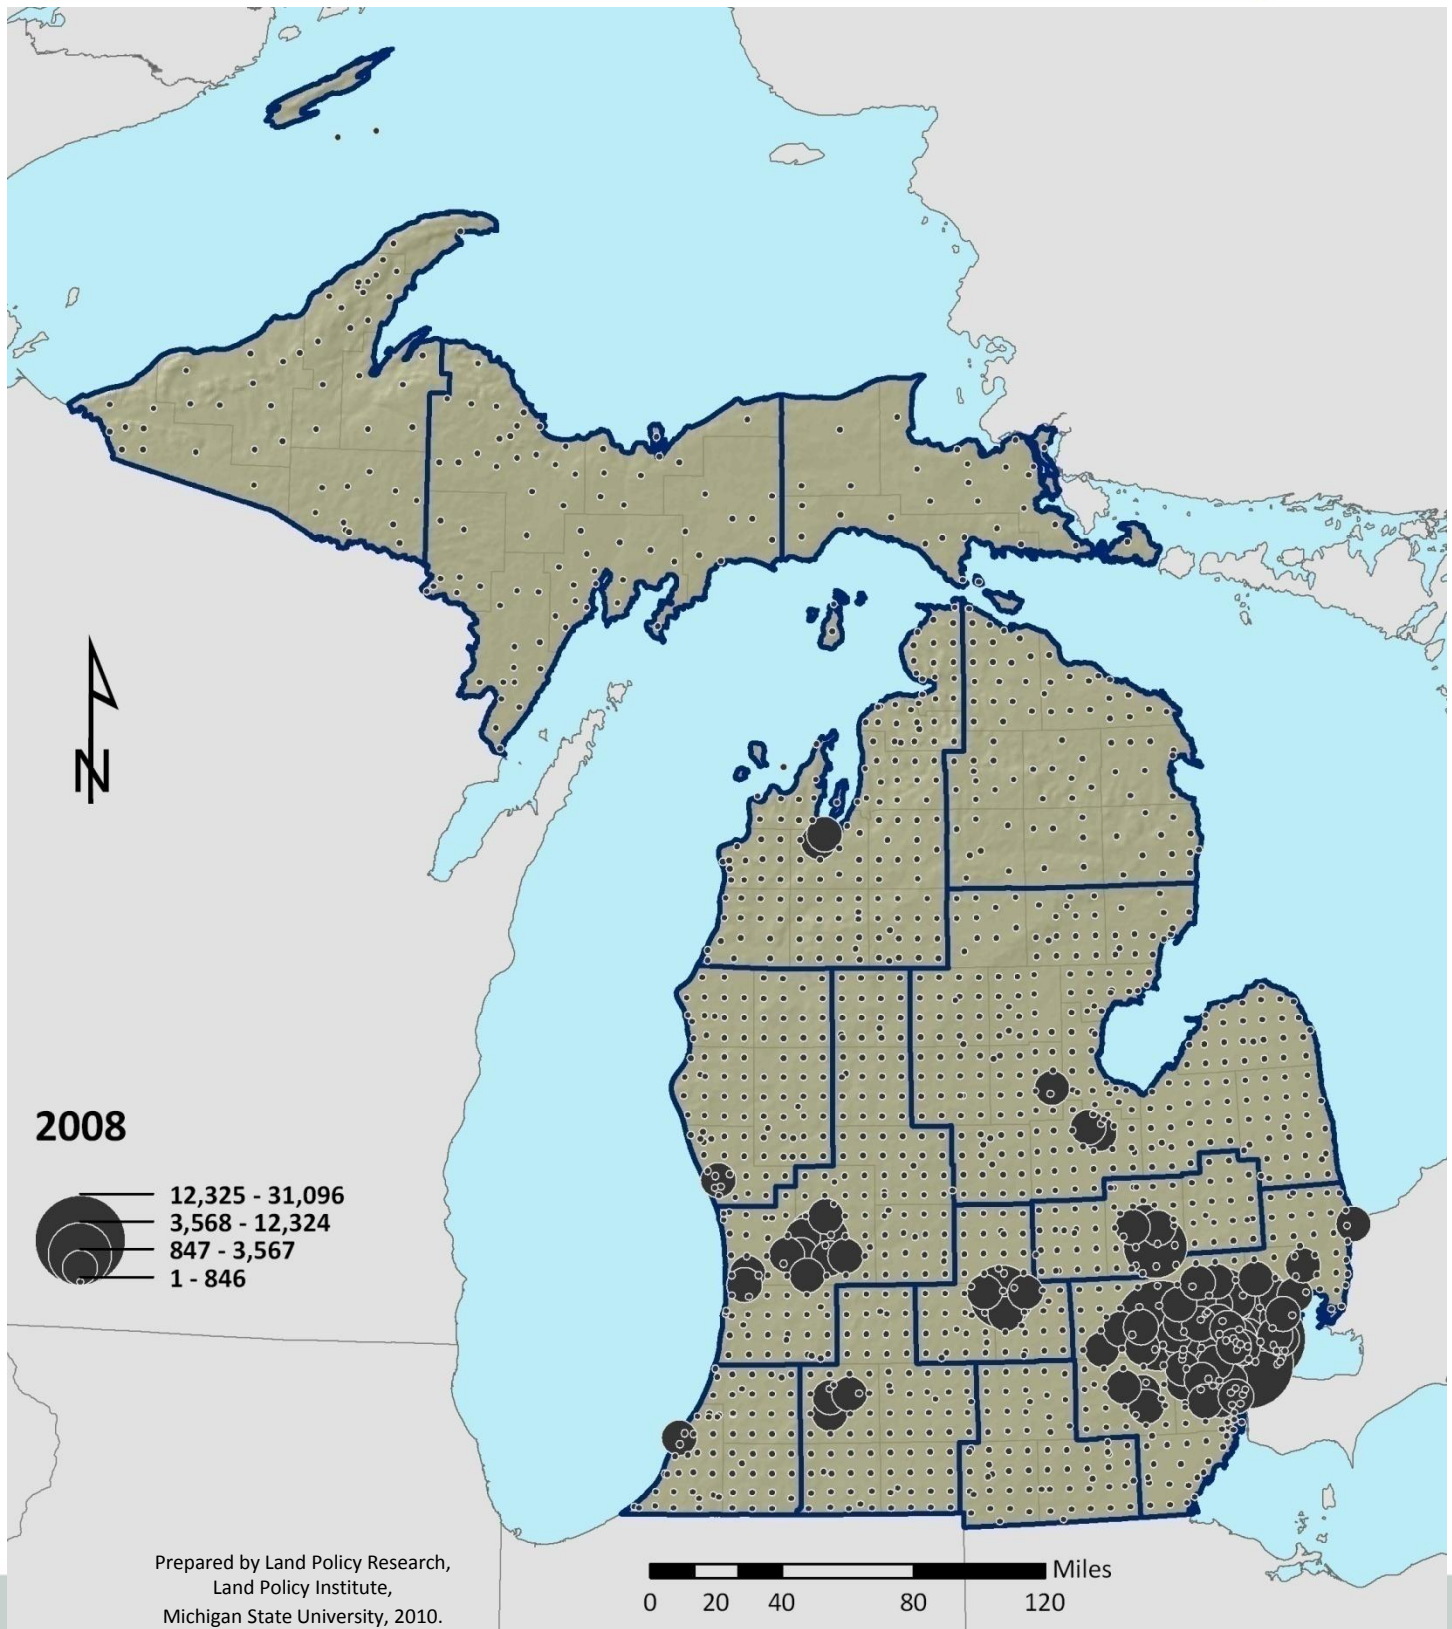 N
2008
12,325 - 31,096
3,568 - 12,324
847 - 3,567
1 - 846
Prepared by Land Policy Research,
Land Policy Institute,
Michigan State University, 2010.
Miles
0 20 40 80 120